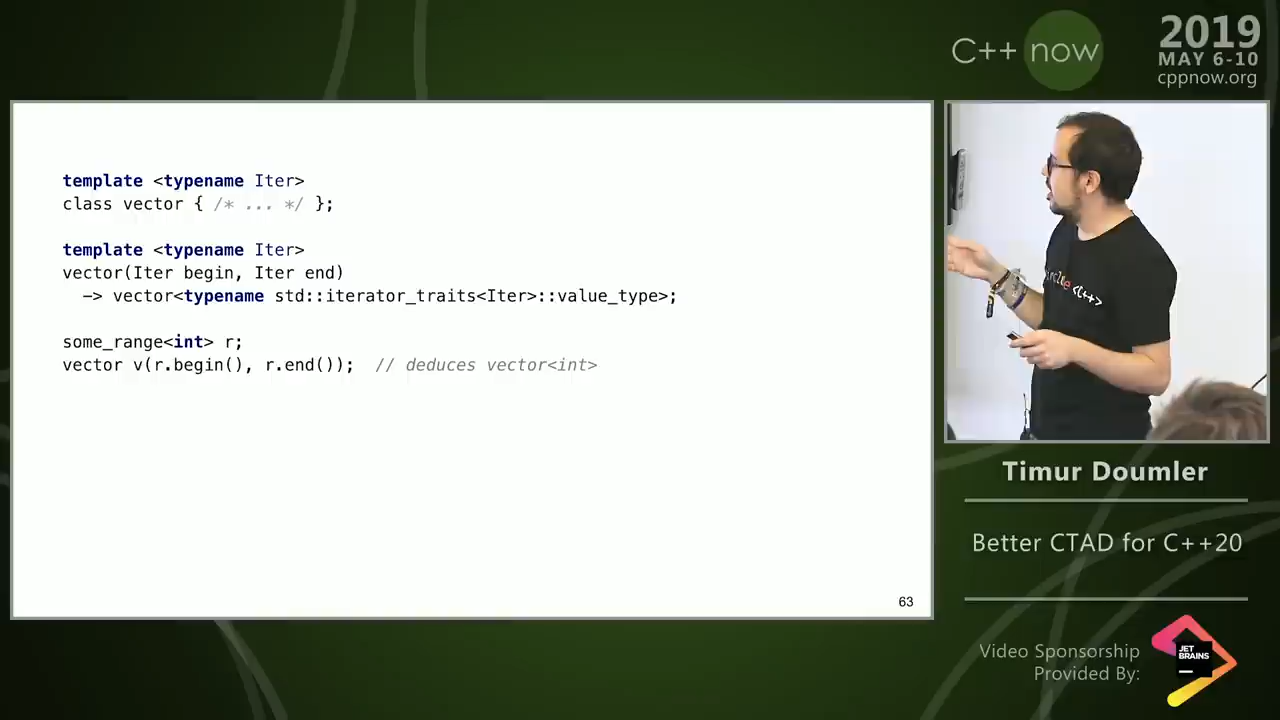 C++ now
2019
MAY 6-10
cppnow.org
template <typename Iter>
class vector { /* ... */ };
template <typename Iter>
vector(Iter begin, Iter end)
-> vector<typename std::iterator_traits<Iter>::value_type>;
some_range<int> r;
vector v(r.begin(), r.end()); // deduces vector<int>
63
<C++>
Timur Doumler
Better CTAD for C++20
Video Sponsorship
Provided By:
JET
BRAINS